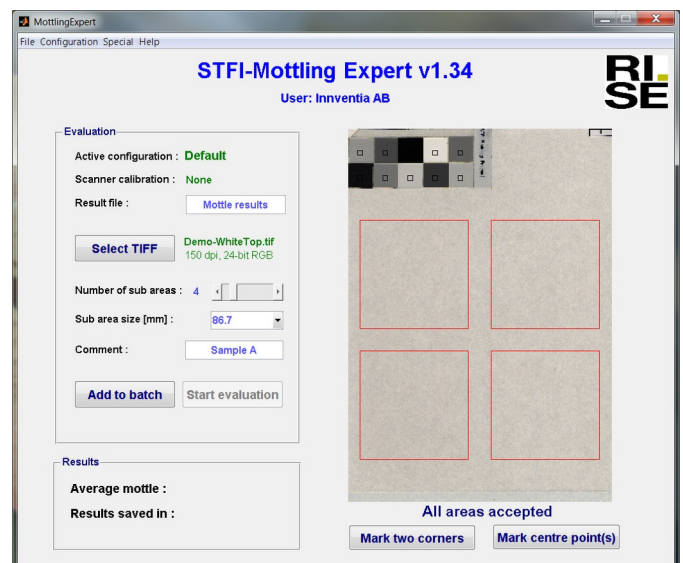 MottlingExpert
File Configuration Special Help
STFI-Mottling Expert v1.34
User: Innventia AB
RI.
SE
Evaluation
Active configuration : Default
Scanner calibration : None
Result file : Mottle results
Select TIFF
Demo-WhiteTop.tif
150 dpi, 24-bit RGB
Number of sub areas : 4
Sub area size [mm] : 86.7
Comment : Sample A
Add to batch
Start evaluation
Results
Average mottle :
Results saved in :
All areas accepted
Mark two corners
Mark centre point(s)